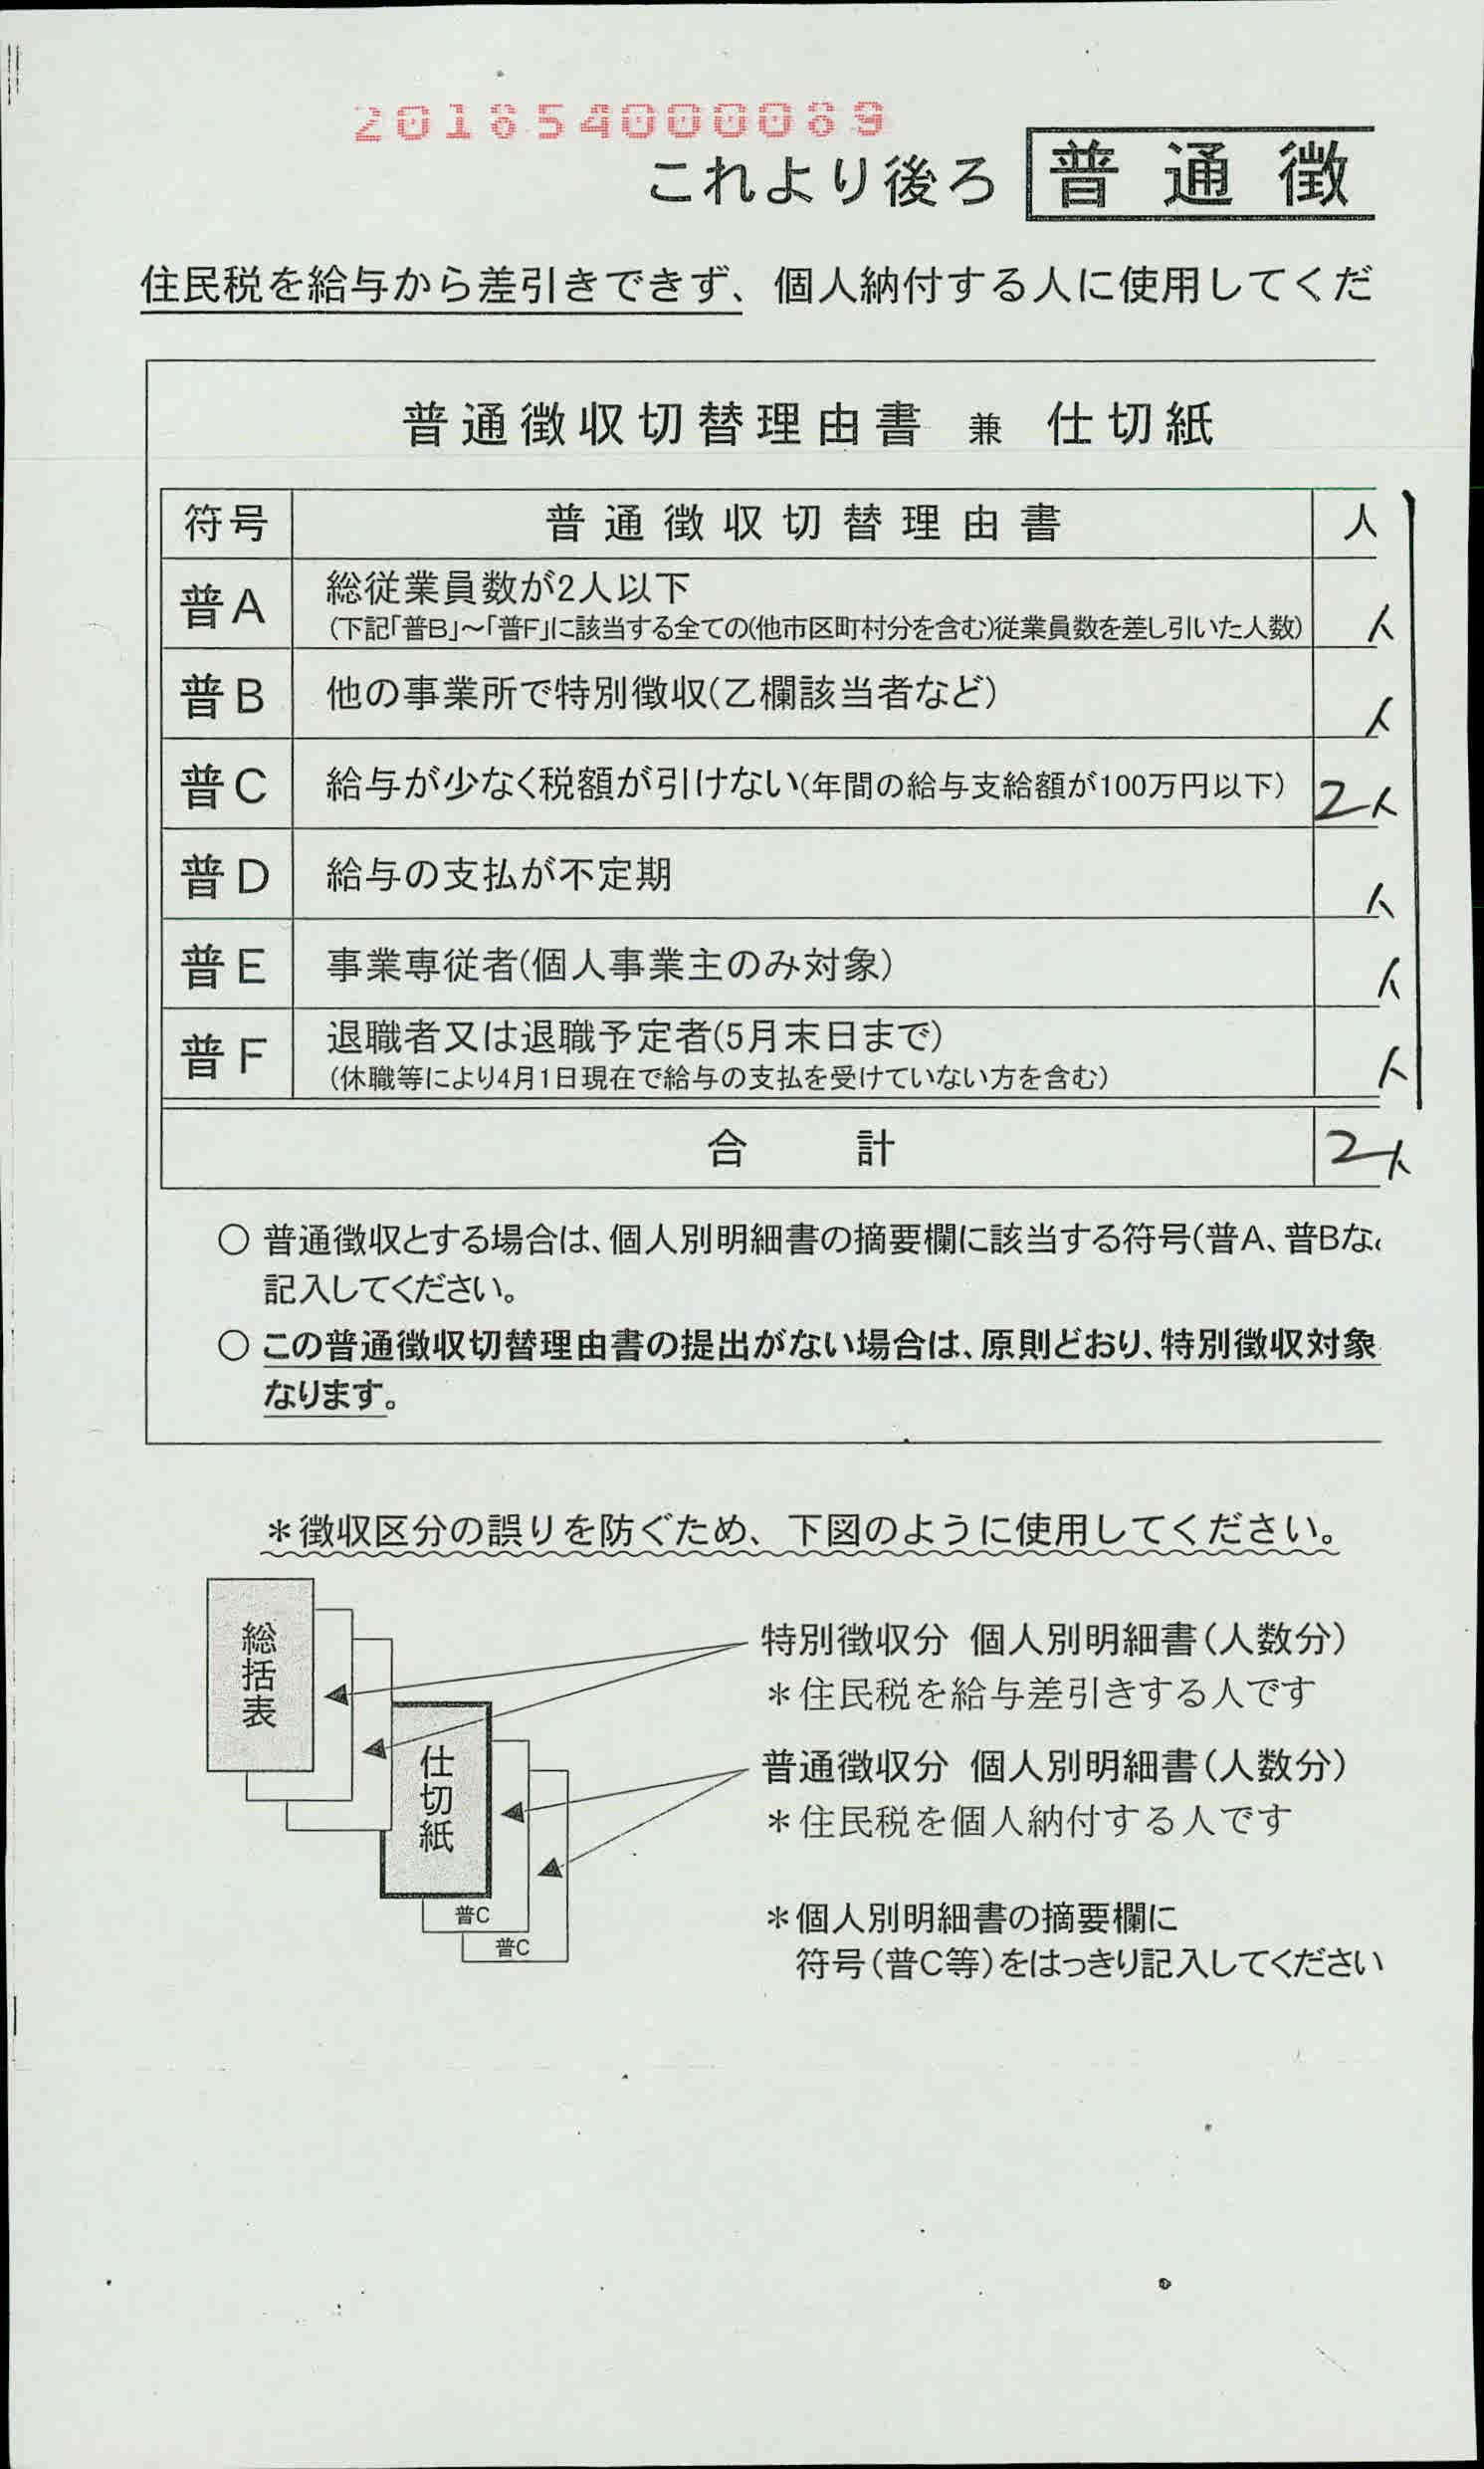 201654000089
これより後ろ 普通徴
住民税を給与から差引きできず、個人納付する人に使用してくだ
普通徴収切替理由書 兼 仕切紙
符号 普通徴収切替理由書 人
普A 総従業員数が2人以下
(下記｢普B｣～｢普F｣に該当する全ての(他市区町村分を含む)従業員数を差し引いた人数) 人
普B 他の事業所で特別徴収(乙欄該当者など) 人
普C 給与が少なく税額が引けない(年間の給与支給額が100万円以下) 2人
普D 給与の支払が不定期 人
普E 事業専従者(個人事業主のみ対象) 人
普F 退職者又は退職予定者(5月末日まで)
(休職等により4月1日現在で給与の支払を受けていない方を含む) 人
合計 2人
○ 普通徴収とする場合は、個人別明細書の摘要欄に該当する符号(普A、普Bな
記入してください。
○ この普通徴収切替理由書の提出がない場合は、原則どおり、特別徴収対象
なります。
＊徴収区分の誤りを防ぐため、下図のように使用してください。
総括表
仕切紙
普C
普C
特別徴収分 個人別明細書(人数分)
＊住民税を給与差引きする人です
普通徴収分 個人別明細書(人数分)
＊住民税を個人納付する人です
＊個人別明細書の摘要欄に
符号(普C等)をはっきり記入してください